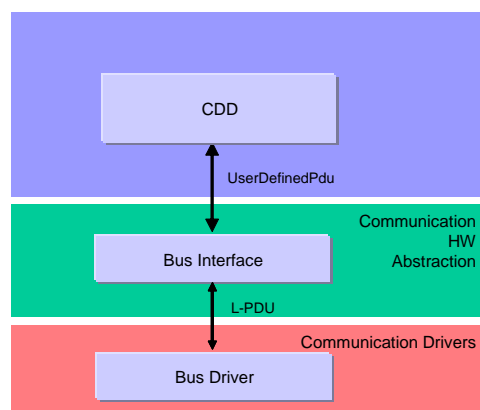 CDD
UserDefinedPdu
Communication
HW
Abstraction
Bus Interface
L-PDU
Communication Drivers
Bus Driver